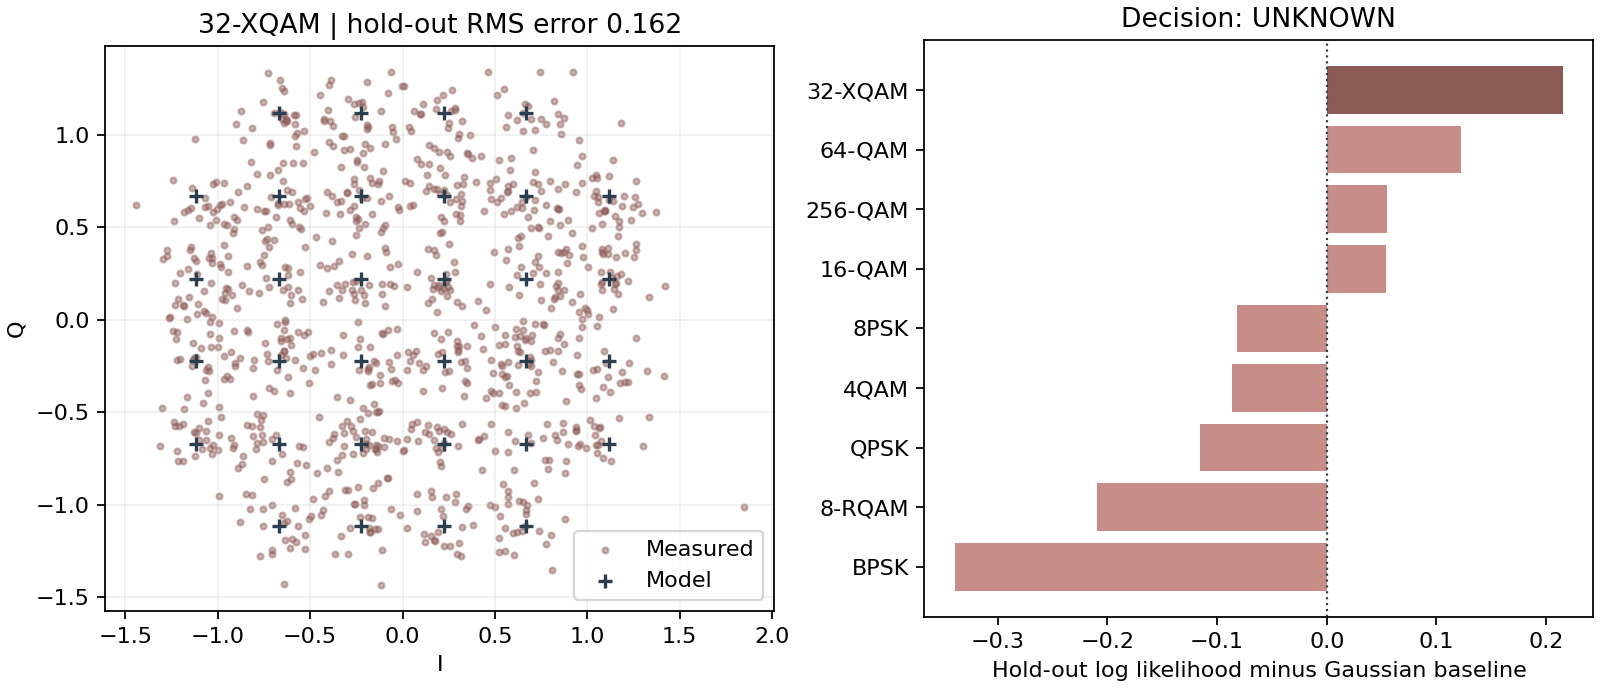 32-XQAM | hold-out RMS error 0.162
Q
1.0
0.5
0.0
−0.5
−1.0
−1.5
−1.5
−1.0
−0.5
0.0
0.5
1.0
1.5
2.0
I
Measured
Model
Decision: UNKNOWN
32-XQAM
64-QAM
256-QAM
16-QAM
8PSK
4QAM
QPSK
8-RQAM
BPSK
−0.3
−0.2
−0.1
0.0
0.1
0.2
Hold-out log likelihood minus Gaussian baseline